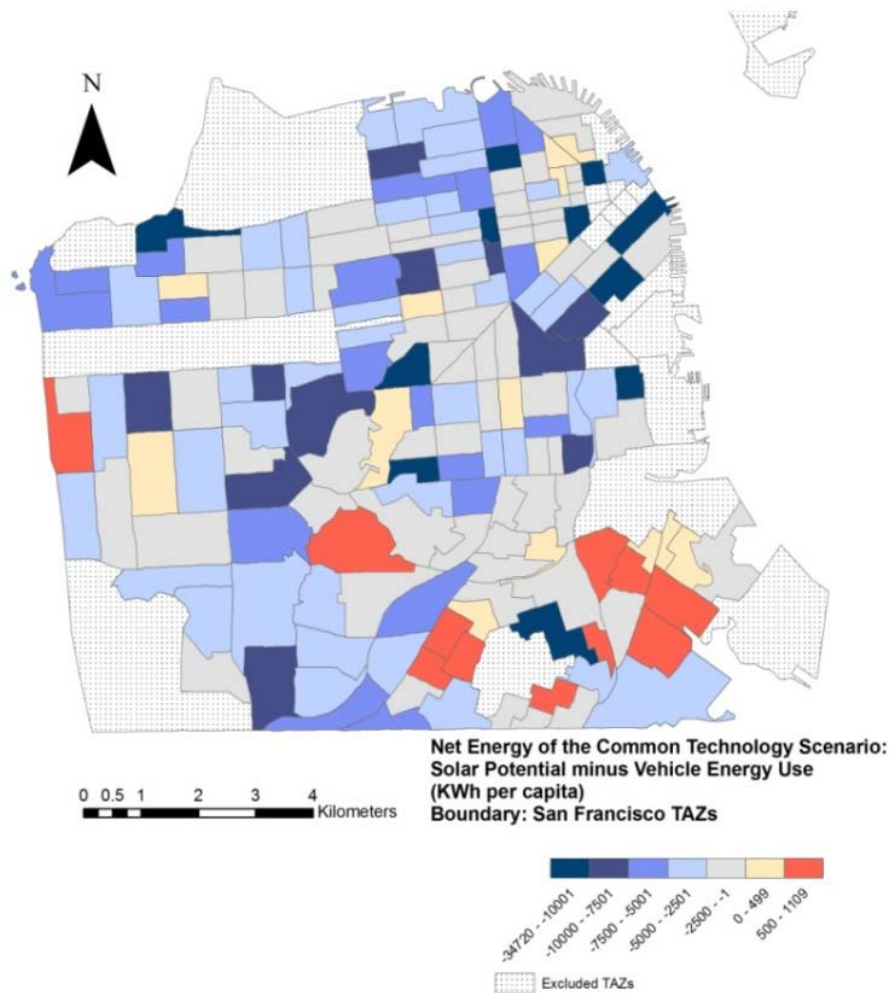 N
Net Energy of the Common Technology Scenario:
Solar Potential minus Vehicle Energy Use
(KWh per capita)
Boundary: San Francisco TAZs
0 0.5 1 2 3 4
Kilometers
-34720 - -10001
-10000 - -7501
-7500 - -5001
-5000 - -2501
-2500 - -1
0 - 499
500 - 1109
Excluded TAZs